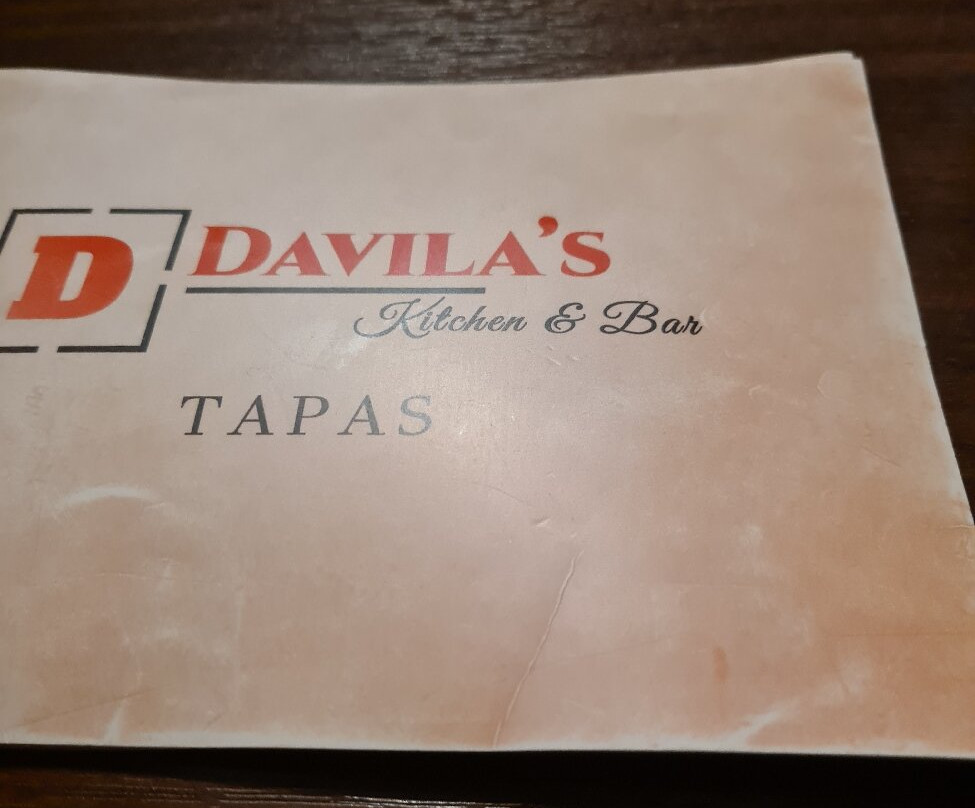 D
DAVILA'S
Kitchen & Bar
TAPAS